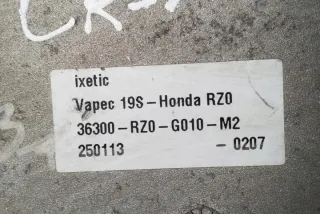 ixetic
Vapec 19S-Honda RZ0
36300-RZ0-G010-M2
250113 -0207